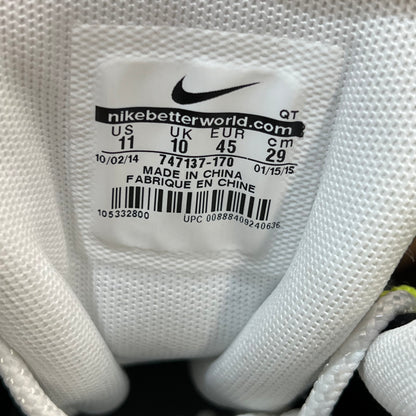 QT
nikebetterworld.com
US UK EUR cm
11 10 45 29
10/02/14 747137-170 01/15/15
MADE IN CHINA
FABRIQUE EN CHINE
105332800 UPC 00888409240636